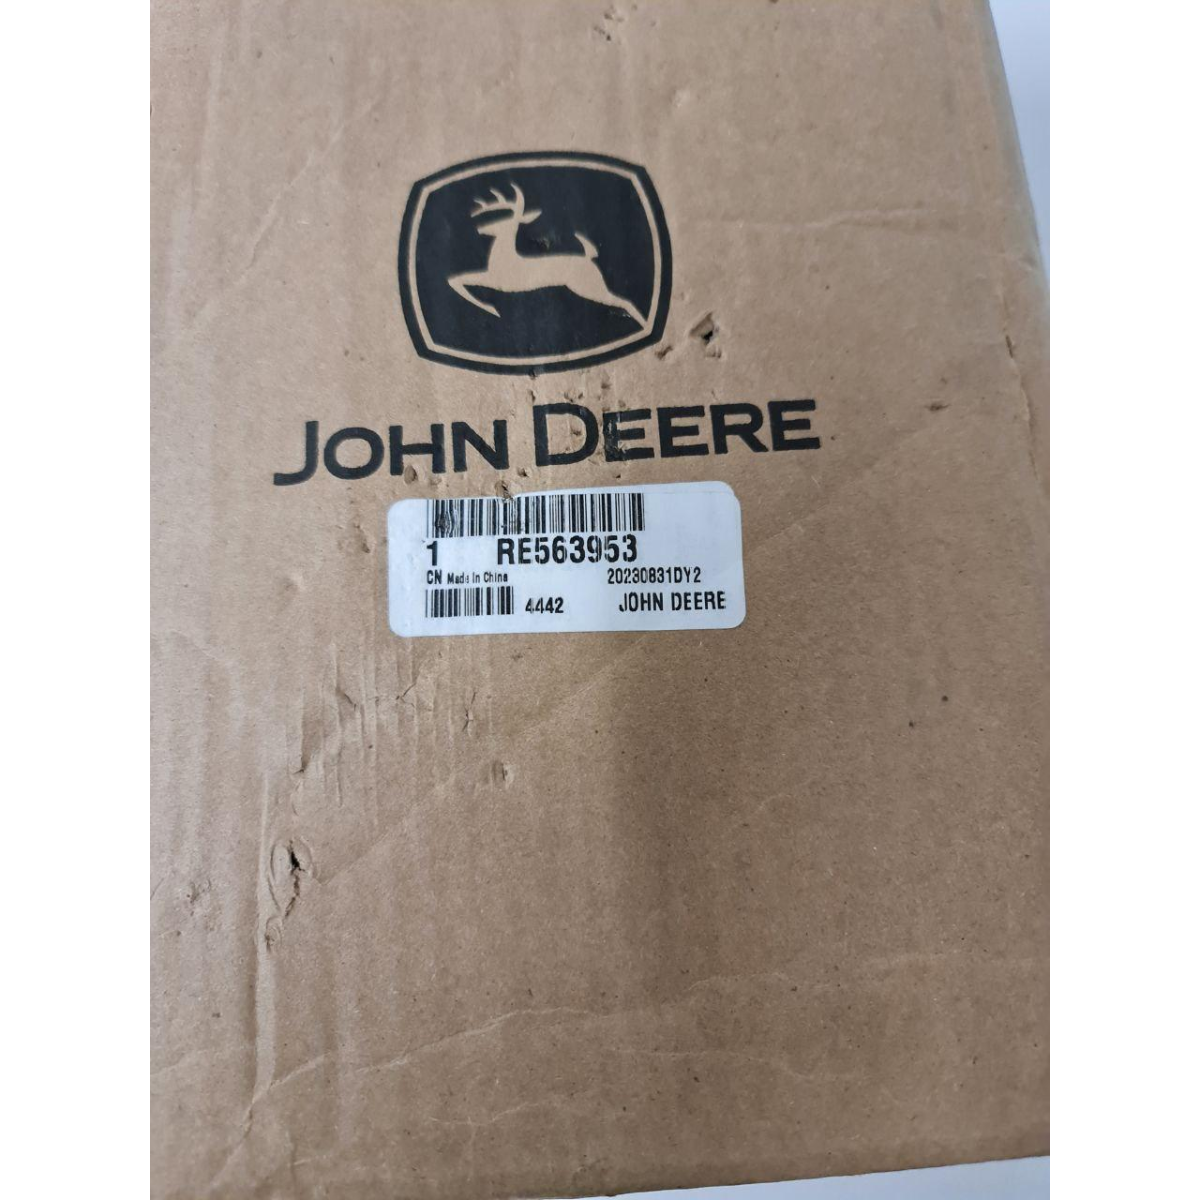 JOHN DEERE
1 RE563953
CN Made In China 20230831DY2
4442 JOHN DEERE